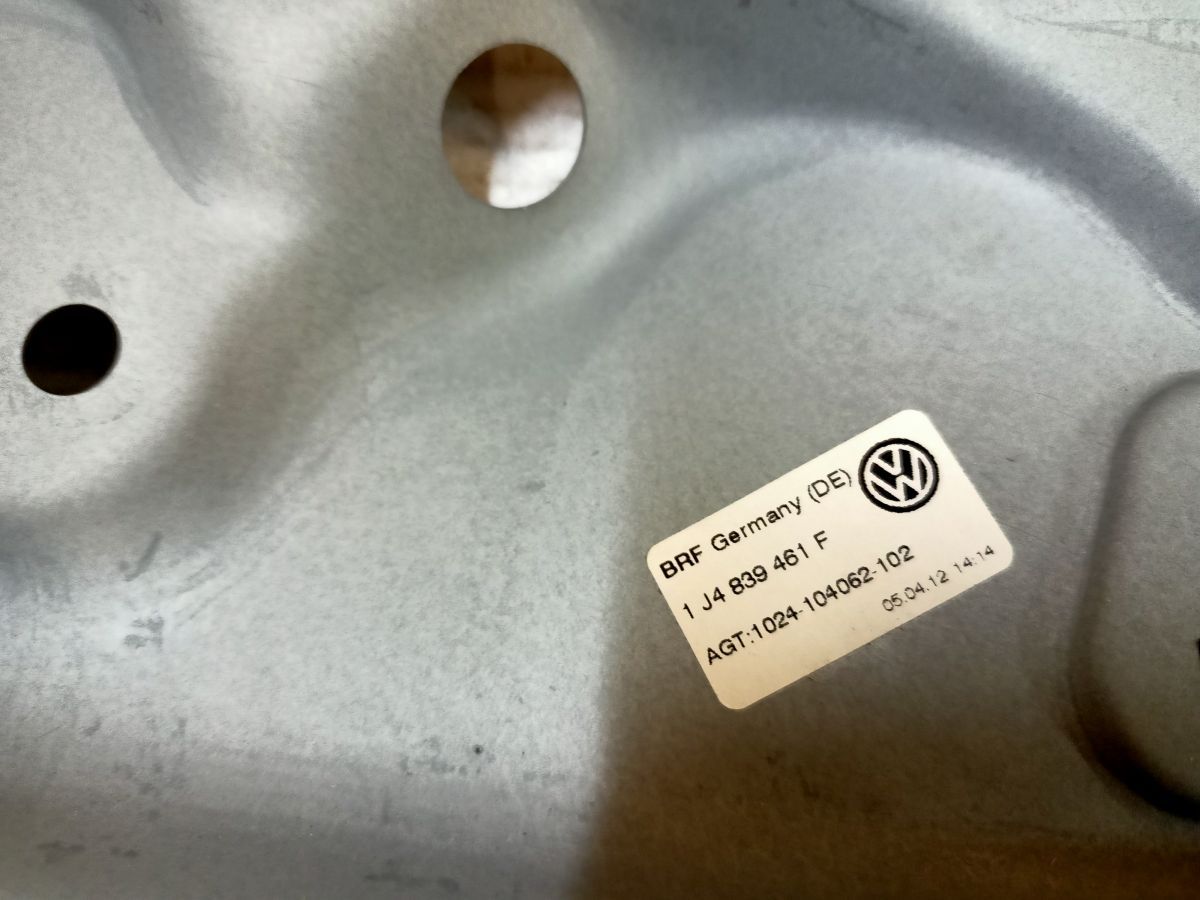 BRF Germany (DE)
1 J4 839 461 F
AGT:1024-104062-102
05.04.12 14:14